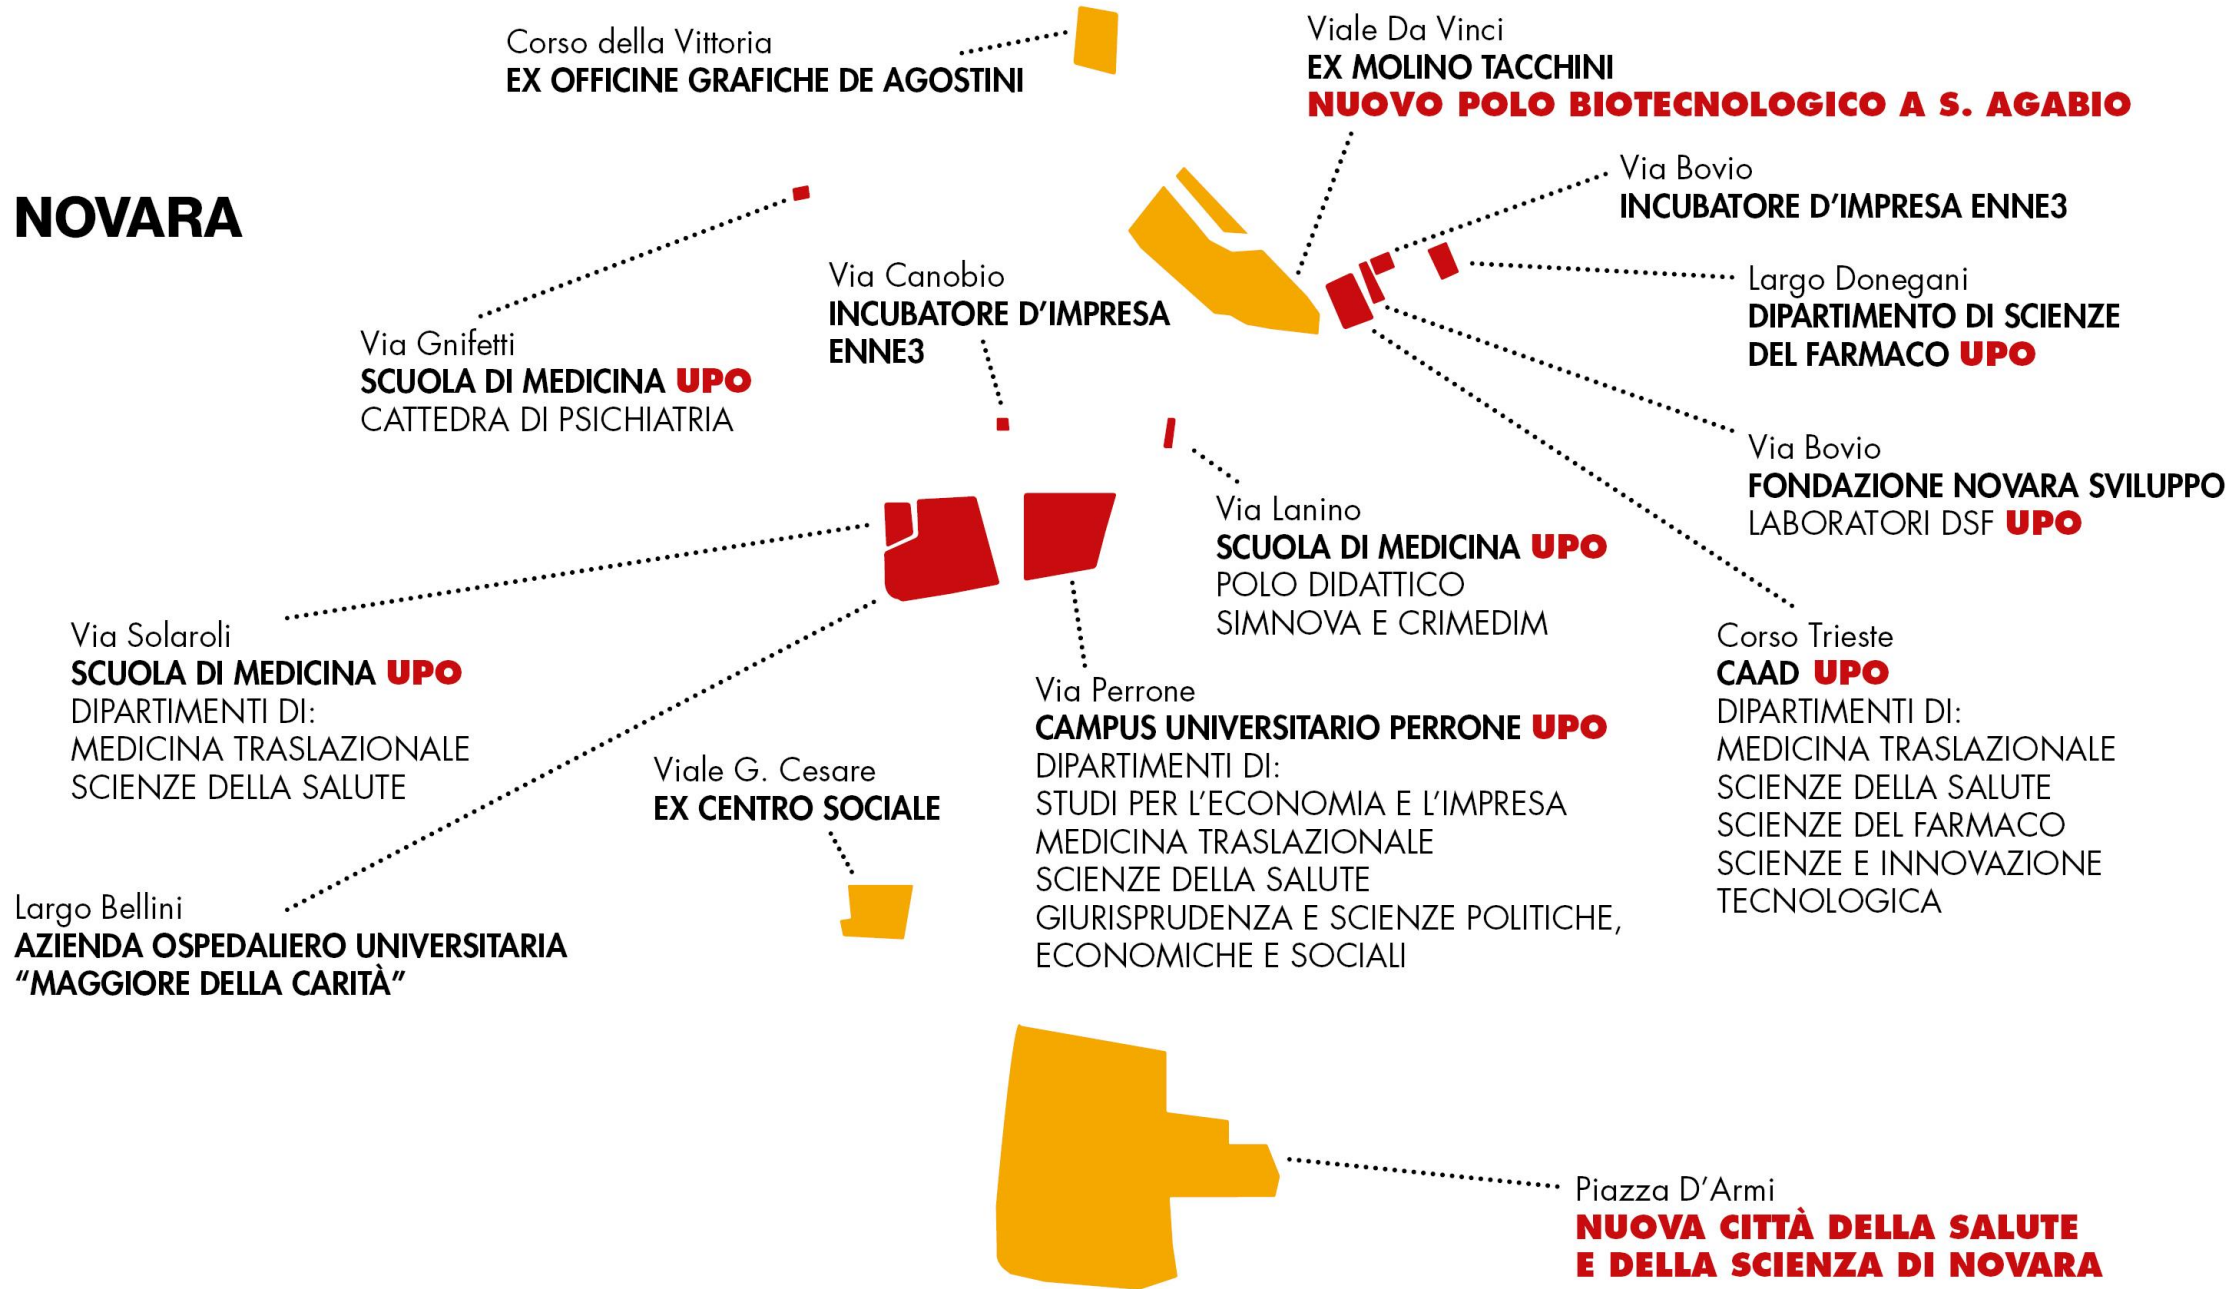 Corso della Vittoria
EX OFFICINE GRAFICHE DE AGOSTINI
Viale Da Vinci
EX MOLINO TACCHINI
NUOVO POLO BIOTECNOLOGICO A S. AGABIO
Via Bovio
INCUBATORE D’IMPRESA ENNE3
NOVARA
Via Canobio
INCUBATORE D’IMPRESA
ENNE3
Largo Donegani
DIPARTIMENTO DI SCIENZE
DEL FARMACO UPO
Via Gnifetti
SCUOLA DI MEDICINA UPO
CATTEDRA DI PSICHIATRIA
Via Bovio
FONDAZIONE NOVARA SVILUPPO
LABORATORI DSF UPO
Via Lanino
SCUOLA DI MEDICINA UPO
POLO DIDATTICO
SIMNOVA E CRIMEDIM
Via Solaroli
SCUOLA DI MEDICINA UPO
DIPARTIMENTI DI:
MEDICINA TRASLAZIONALE
SCIENZE DELLA SALUTE
Via Perrone
CAMPUS UNIVERSITARIO PERRONE UPO
DIPARTIMENTI DI:
STUDI PER L’ECONOMIA E L’IMPRESA
MEDICINA TRASLAZIONALE
SCIENZE DELLA SALUTE
GIURISPRUDENZA E SCIENZE POLITICHE,
ECONOMICHE E SOCIALI
Corso Trieste
CAAD UPO
DIPARTIMENTI DI:
MEDICINA TRASLAZIONALE
SCIENZE DELLA SALUTE
SCIENZE DEL FARMACO
SCIENZE E INNOVAZIONE
TECNOLOGICA
Viale G. Cesare
EX CENTRO SOCIALE
Largo Bellini
AZIENDA OSPEDALIERO UNIVERSITARIA
“MAGGIORE DELLA CARITÀ”
Piazza D’Armi
NUOVA CITTÀ DELLA SALUTE
E DELLA SCIENZA DI NOVARA